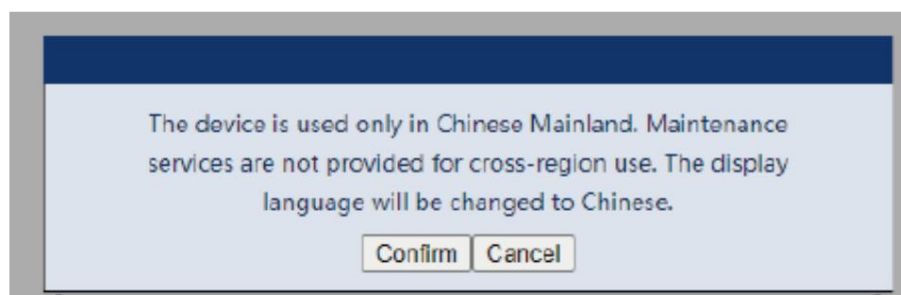 The device is used only in Chinese Mainland. Maintenance
services are not provided for cross-region use. The display
language will be changed to Chinese.
Confirm Cancel